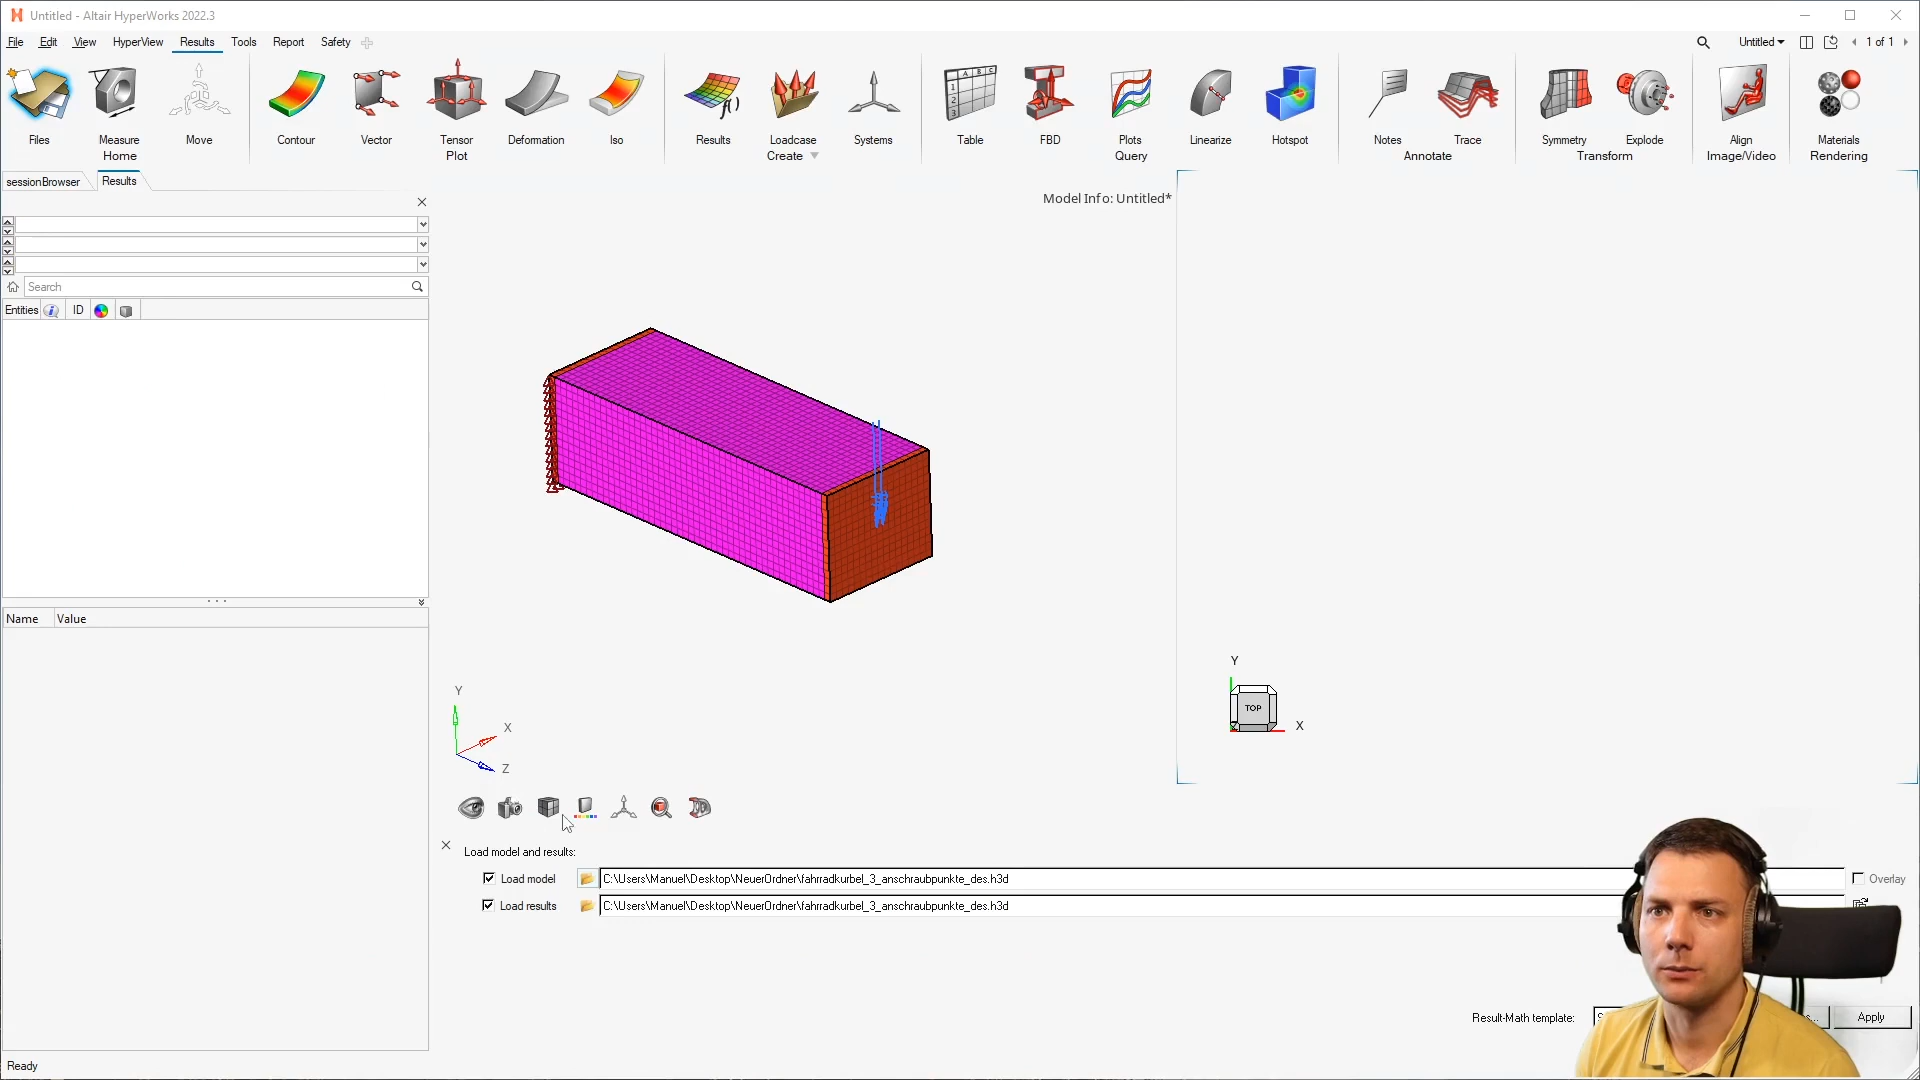 Untitled - Altair HyperWorks 2022.3
File Edit View HyperView Results Tools Report Safety
Untitled 1 of 1
Files Measure Move Contour Vector Tensor Deformation Iso Results Loadcase Systems Table FBD Plots Linearize Hotspot Notes Trace Symmetry Explode Align Materials
Home Plot Create Query Annotate Transform Image/Video Rendering
sessionBrowser Results
Model Info: Untitled*
Search
Entities ID
Name Value
Y
X
Z
Y
TOP
Z
X
Load model and results:
Load model C:\Users\Manuel\Desktop\NeuerOrdner\fahrradkurbel_3_anschraubpunkte_des.h3d Overlay
Load results C:\Users\Manuel\Desktop\NeuerOrdner\fahrradkurbel_3_anschraubpunkte_des.h3d
Result-Math template: Apply
Ready